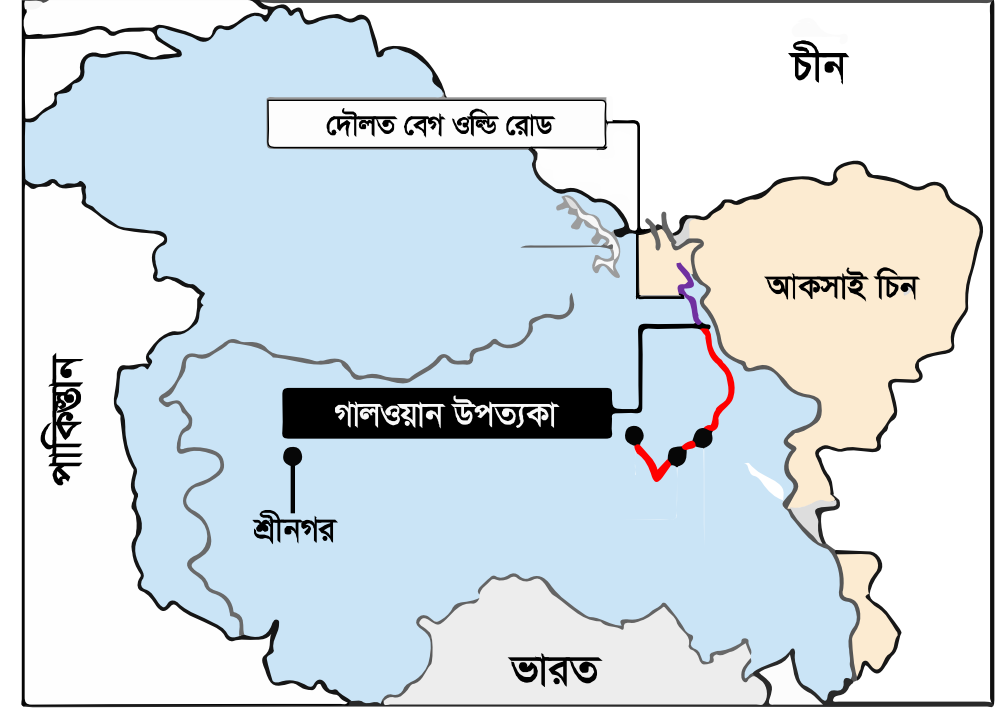 চীন
দৌলত বেগ ওল্ডি রোড
আকসাই চিন
পাকিস্তান
গালওয়ান উপত্যকা
শ্রীনগর
ভারত